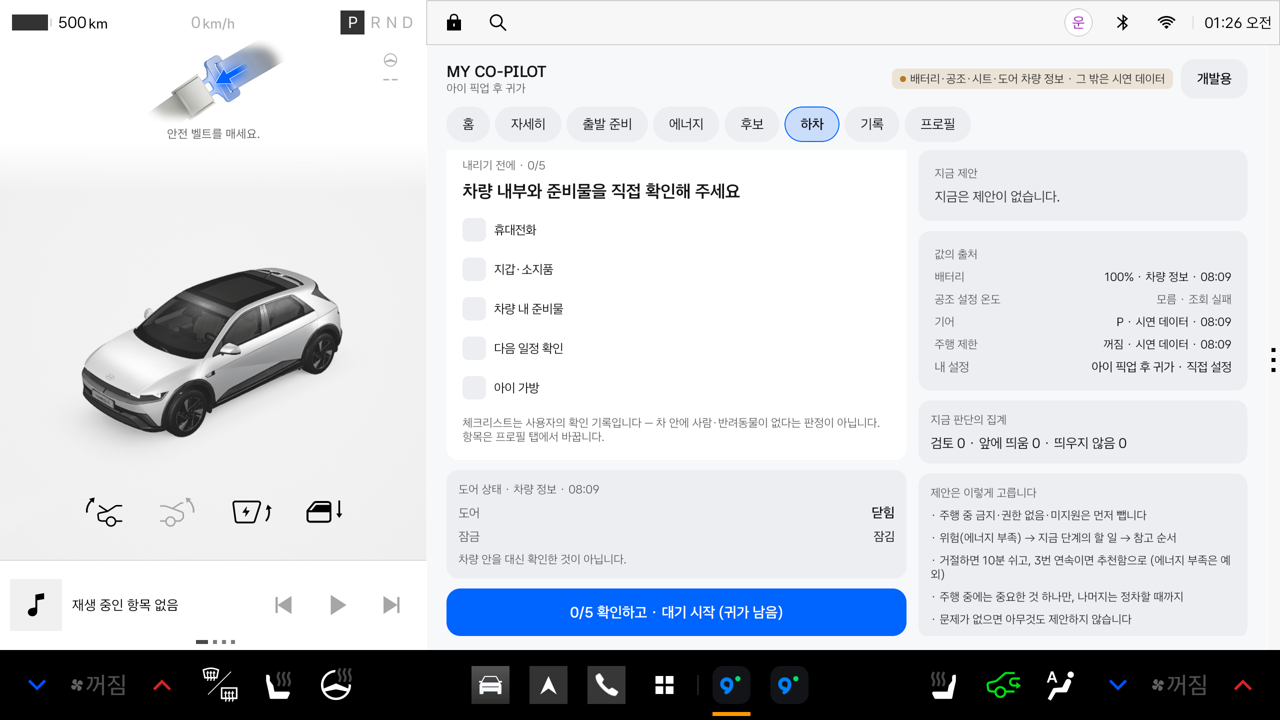 500 km
0 km/h
P R N D
운
01:26 오전
안전 벨트를 매세요.
--
MY CO-PILOT
아이 픽업 후 귀가
배터리·공조·시트·도어 차량 정보 · 그 밖은 시연 데이터
개발용
홈
자세히
출발 준비
에너지
후보
하차
기록
프로필
내리기 전에 · 0/5
차량 내부와 준비물을 직접 확인해 주세요
휴대전화
지갑·소지품
차량 내 준비물
다음 일정 확인
아이 가방
체크리스트는 사용자의 확인 기록입니다 — 차 안에 사람·반려동물이 없다는 판정이 아닙니다.
항목은 프로필 탭에서 바꿉니다.
도어 상태 · 차량 정보 · 08:09
도어 닫힘
잠금 잠김
차량 안을 대신 확인한 것이 아닙니다.
0/5 확인하고 · 대기 시작 (귀가 남음)
지금 제안
지금은 제안이 없습니다.
값의 출처
배터리 100% · 차량 정보 · 08:09
공조 설정 온도 모름 · 조회 실패
기어 P · 시연 데이터 · 08:09
주행 제한 꺼짐 · 시연 데이터 · 08:09
내 설정 아이 픽업 후 귀가 · 직접 설정
지금 판단의 집계
검토 0 · 앞에 띄움 0 · 띄우지 않음 0
제안은 이렇게 고릅니다
· 주행 중 금지·권한 없음·미지원은 먼저 뺍니다
· 위험(에너지 부족) → 지금 단계의 할 일 → 참고 순서
· 거절하면 10분 쉬고, 3번 연속이면 추천함으로 (에너지 부족은 예
외)
· 주행 중에는 중요한 것 하나만, 나머지는 정차할 때까지
· 문제가 없으면 아무것도 제안하지 않습니다
재생 중인 항목 없음
꺼짐
A
꺼짐